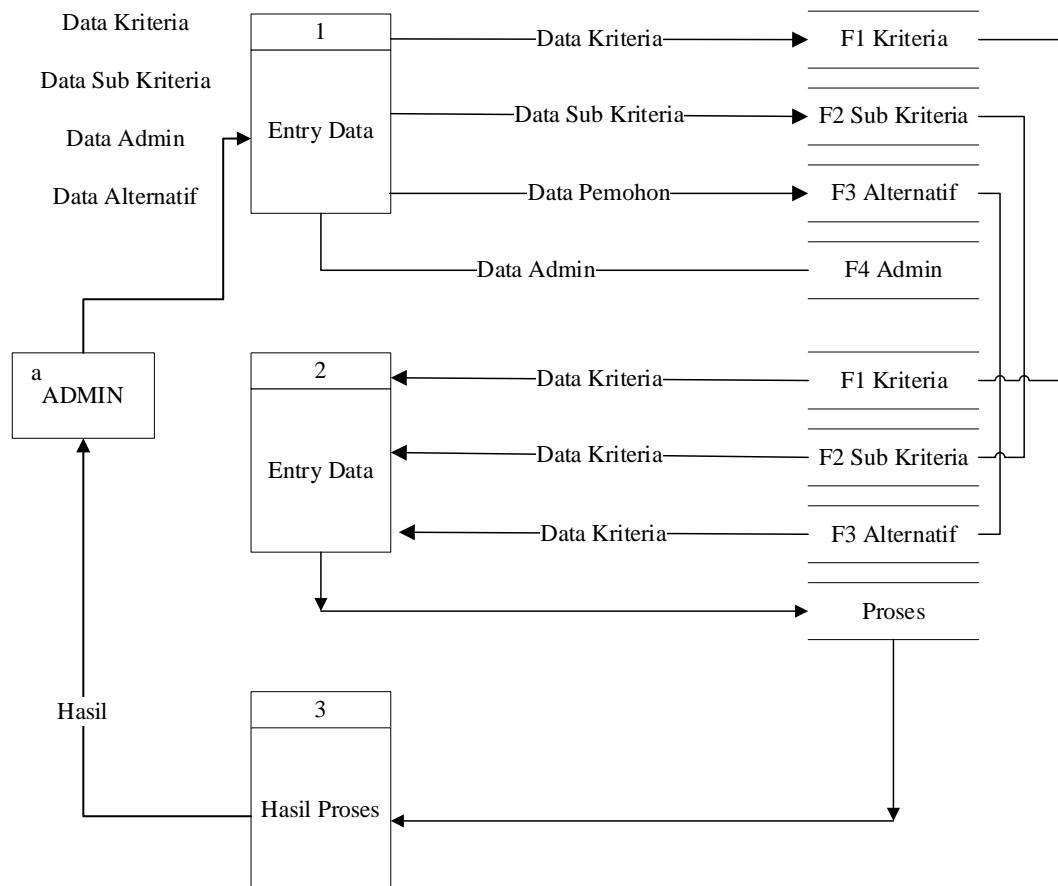 Data Kriteria
Data Sub Kriteria
Data Admin
Data Alternatif
1
Entry Data
Data Kriteria
F1 Kriteria
Data Sub Kriteria
F2 Sub Kriteria
Data Pemohon
F3 Alternatif
Data Admin
F4 Admin
a
ADMIN
2
Entry Data
Data Kriteria
F1 Kriteria
Data Kriteria
F2 Sub Kriteria
Data Kriteria
F3 Alternatif
Proses
Hasil
3
Hasil Proses